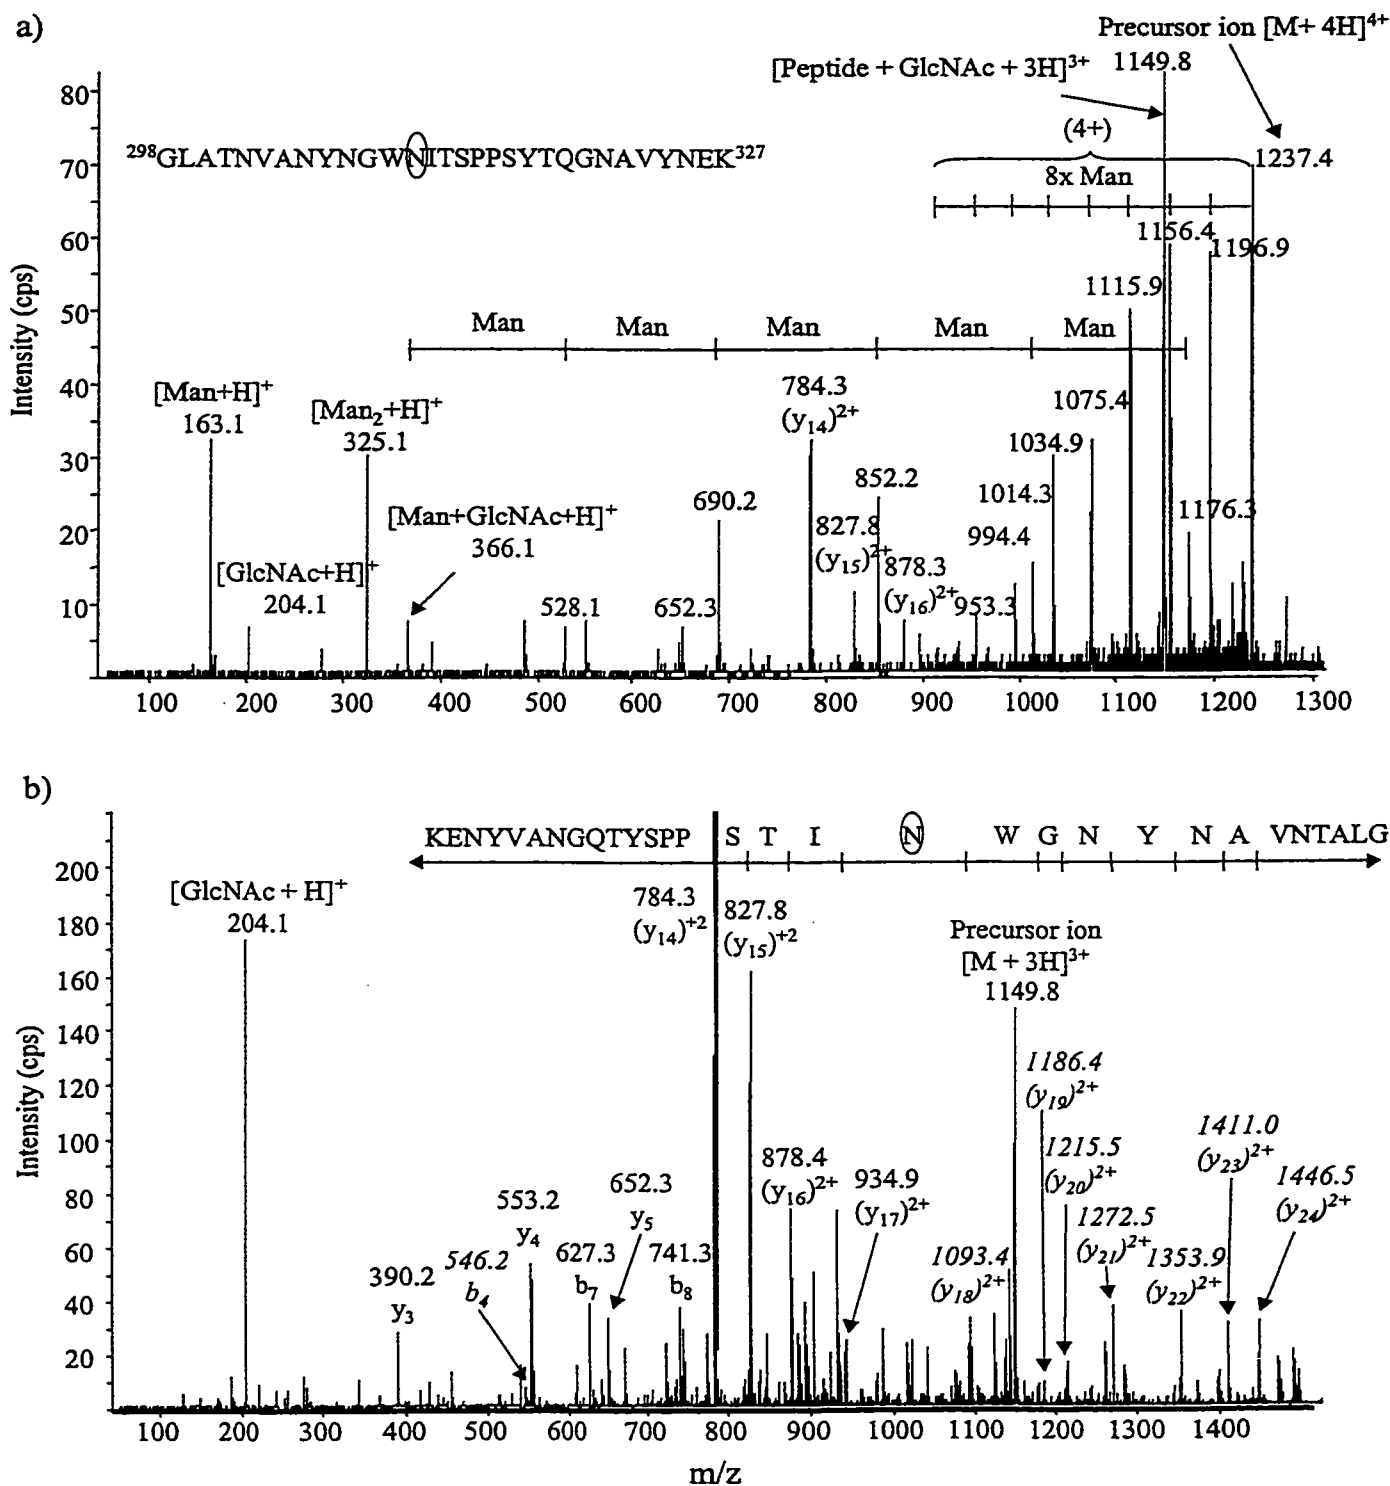 a)
Precursor ion [M+ 4H]⁴⁺
[Peptide + GlcNAc + 3H]³⁺ 1149.8
(4+)
1237.4
²⁹⁸GLATNVANYNGWNITSPPSYTQGNAVYNEK³²⁷
8x Man
1156.4
1196.9
1115.9
Man Man Man Man Man
[Man+H]⁺
163.1
[Man₂+H]⁺
325.1
784.3
(y₁₄)²⁺
1075.4
1034.9
852.2
1014.3
690.2
[Man+GlcNAc+H]⁺
366.1
827.8
(y₁₅)²⁺
1176.3
994.4
[GlcNAc+H]⁺
204.1
878.3
(y₁₆)²⁺
528.1
652.3
953.3
Intensity (cps)
80
70
60
50
40
30
20
10
100 200 300 400 500 600 700 800 900 1000 1100 1200 1300
b)
KENYVANGQTYSPP S T I N W G N Y N A VNTALG
[GlcNAc + H]⁺
204.1
784.3
(y₁₄)⁺²
827.8
(y₁₅)⁺²
Precursor ion
[M + 3H]³⁺
1149.8
1186.4
(y₁₉)²⁺
1411.0
(y₂₃)²⁺
1215.5
(y₂₀)²⁺
1446.5
(y₂₄)²⁺
878.4
(y₁₆)²⁺
934.9
(y₁₇)²⁺
652.3
y₅
553.2
y₄
1272.5
(y₂₁)²⁺
546.2
b₄
627.3
b₇
741.3
b₈
1093.4
(y₁₈)²⁺
1353.9
(y₂₂)²⁺
390.2
y₃
Intensity (cps)
200
180
160
140
120
100
80
60
40
20
100 200 300 400 500 600 700 800 900 1000 1100 1200 1300 1400
m/z